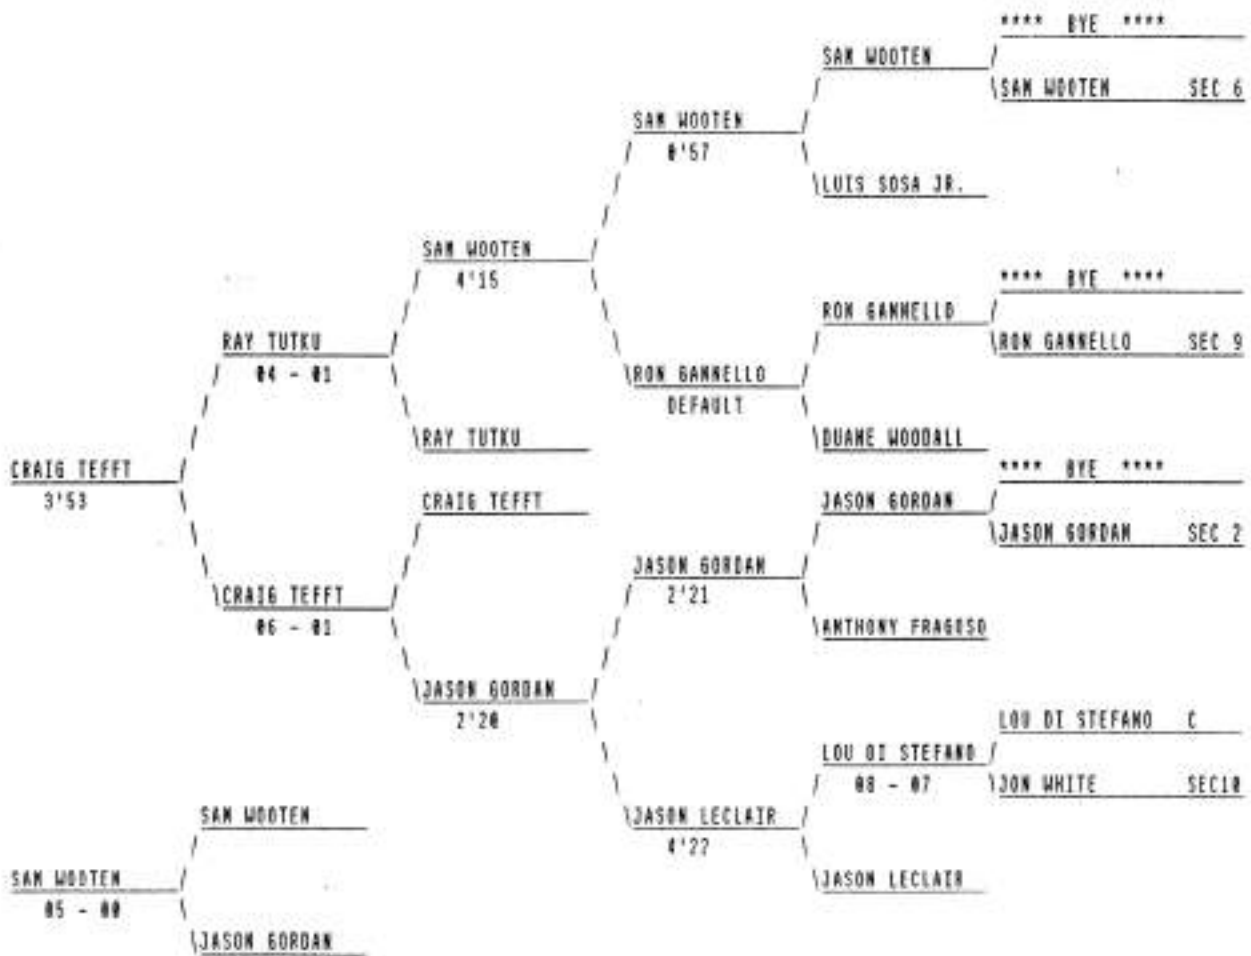 **** BYE ****
SAM WOOTEN
SAM WOOTEN SEC 6
SAM WOOTEN
0'57
LUIS SOSA JR.
SAM WOOTEN
4'15
**** BYE ****
RON GANNELLO
RON GANNELLO SEC 9
RAY TUTKU
04 - 01
RON GANNELLO
DEFAULT
RAY TUTKU
DUANE WOODALL
CRAIG TEFFT
3'53
**** BYE ****
CRAIG TEFFT
JASON GORDAN
JASON GORDAN SEC 2
JASON GORDAN
2'21
CRAIG TEFFT
06 - 01
ANTHONY FRAGOSO
JASON GORDAN
2'20
LOU DI STEFANO C
LOU DI STEFANO
08 - 07
JON WHITE SEC10
SAM WOOTEN
JASON LECLAIR
4'22
SAM WOOTEN
05 - 00
JASON LECLAIR
JASON GORDAN